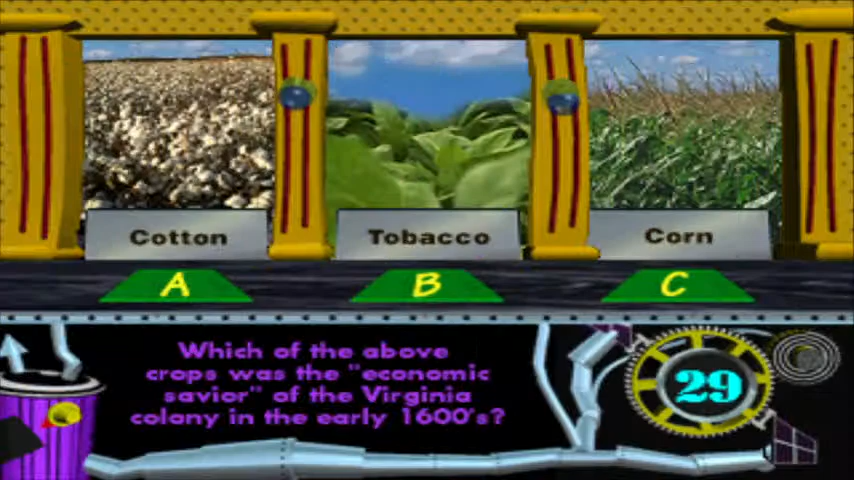 Cotton
Tobacco
Corn
A
B
C
Which of the above
crops was the "economic
savior" of the Virginia
colony in the early 1600's?
29